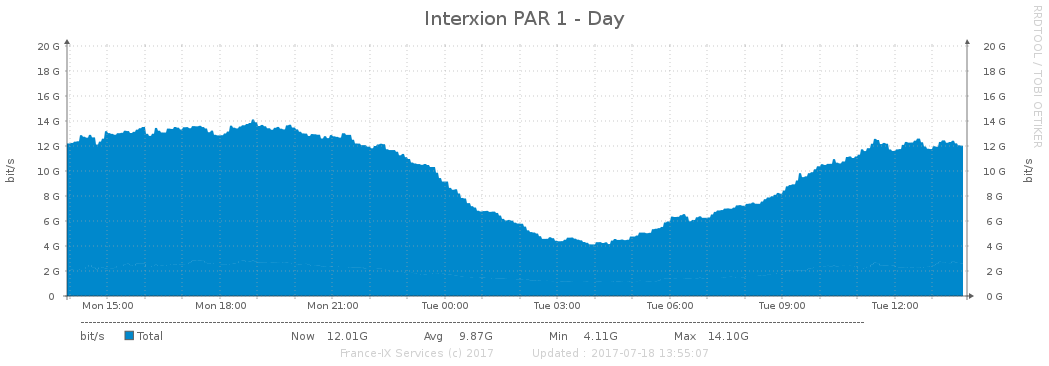 Interxion PAR 1 - Day
RRDTOOL / TOBI OETIKER
bit/s
20 G
18 G
16 G
14 G
12 G
10 G
8 G
6 G
4 G
2 G
0
20 G
18 G
16 G
14 G
12 G
10 G
8 G
6 G
4 G
2 G
0 G
bit/s
Mon 15:00 Mon 18:00 Mon 21:00 Tue 00:00 Tue 03:00 Tue 06:00 Tue 09:00 Tue 12:00
bit/s Total Now 12.01G Avg 9.87G Min 4.11G Max 14.10G
France-IX Services (c) 2017 Updated : 2017-07-18 13:55:07